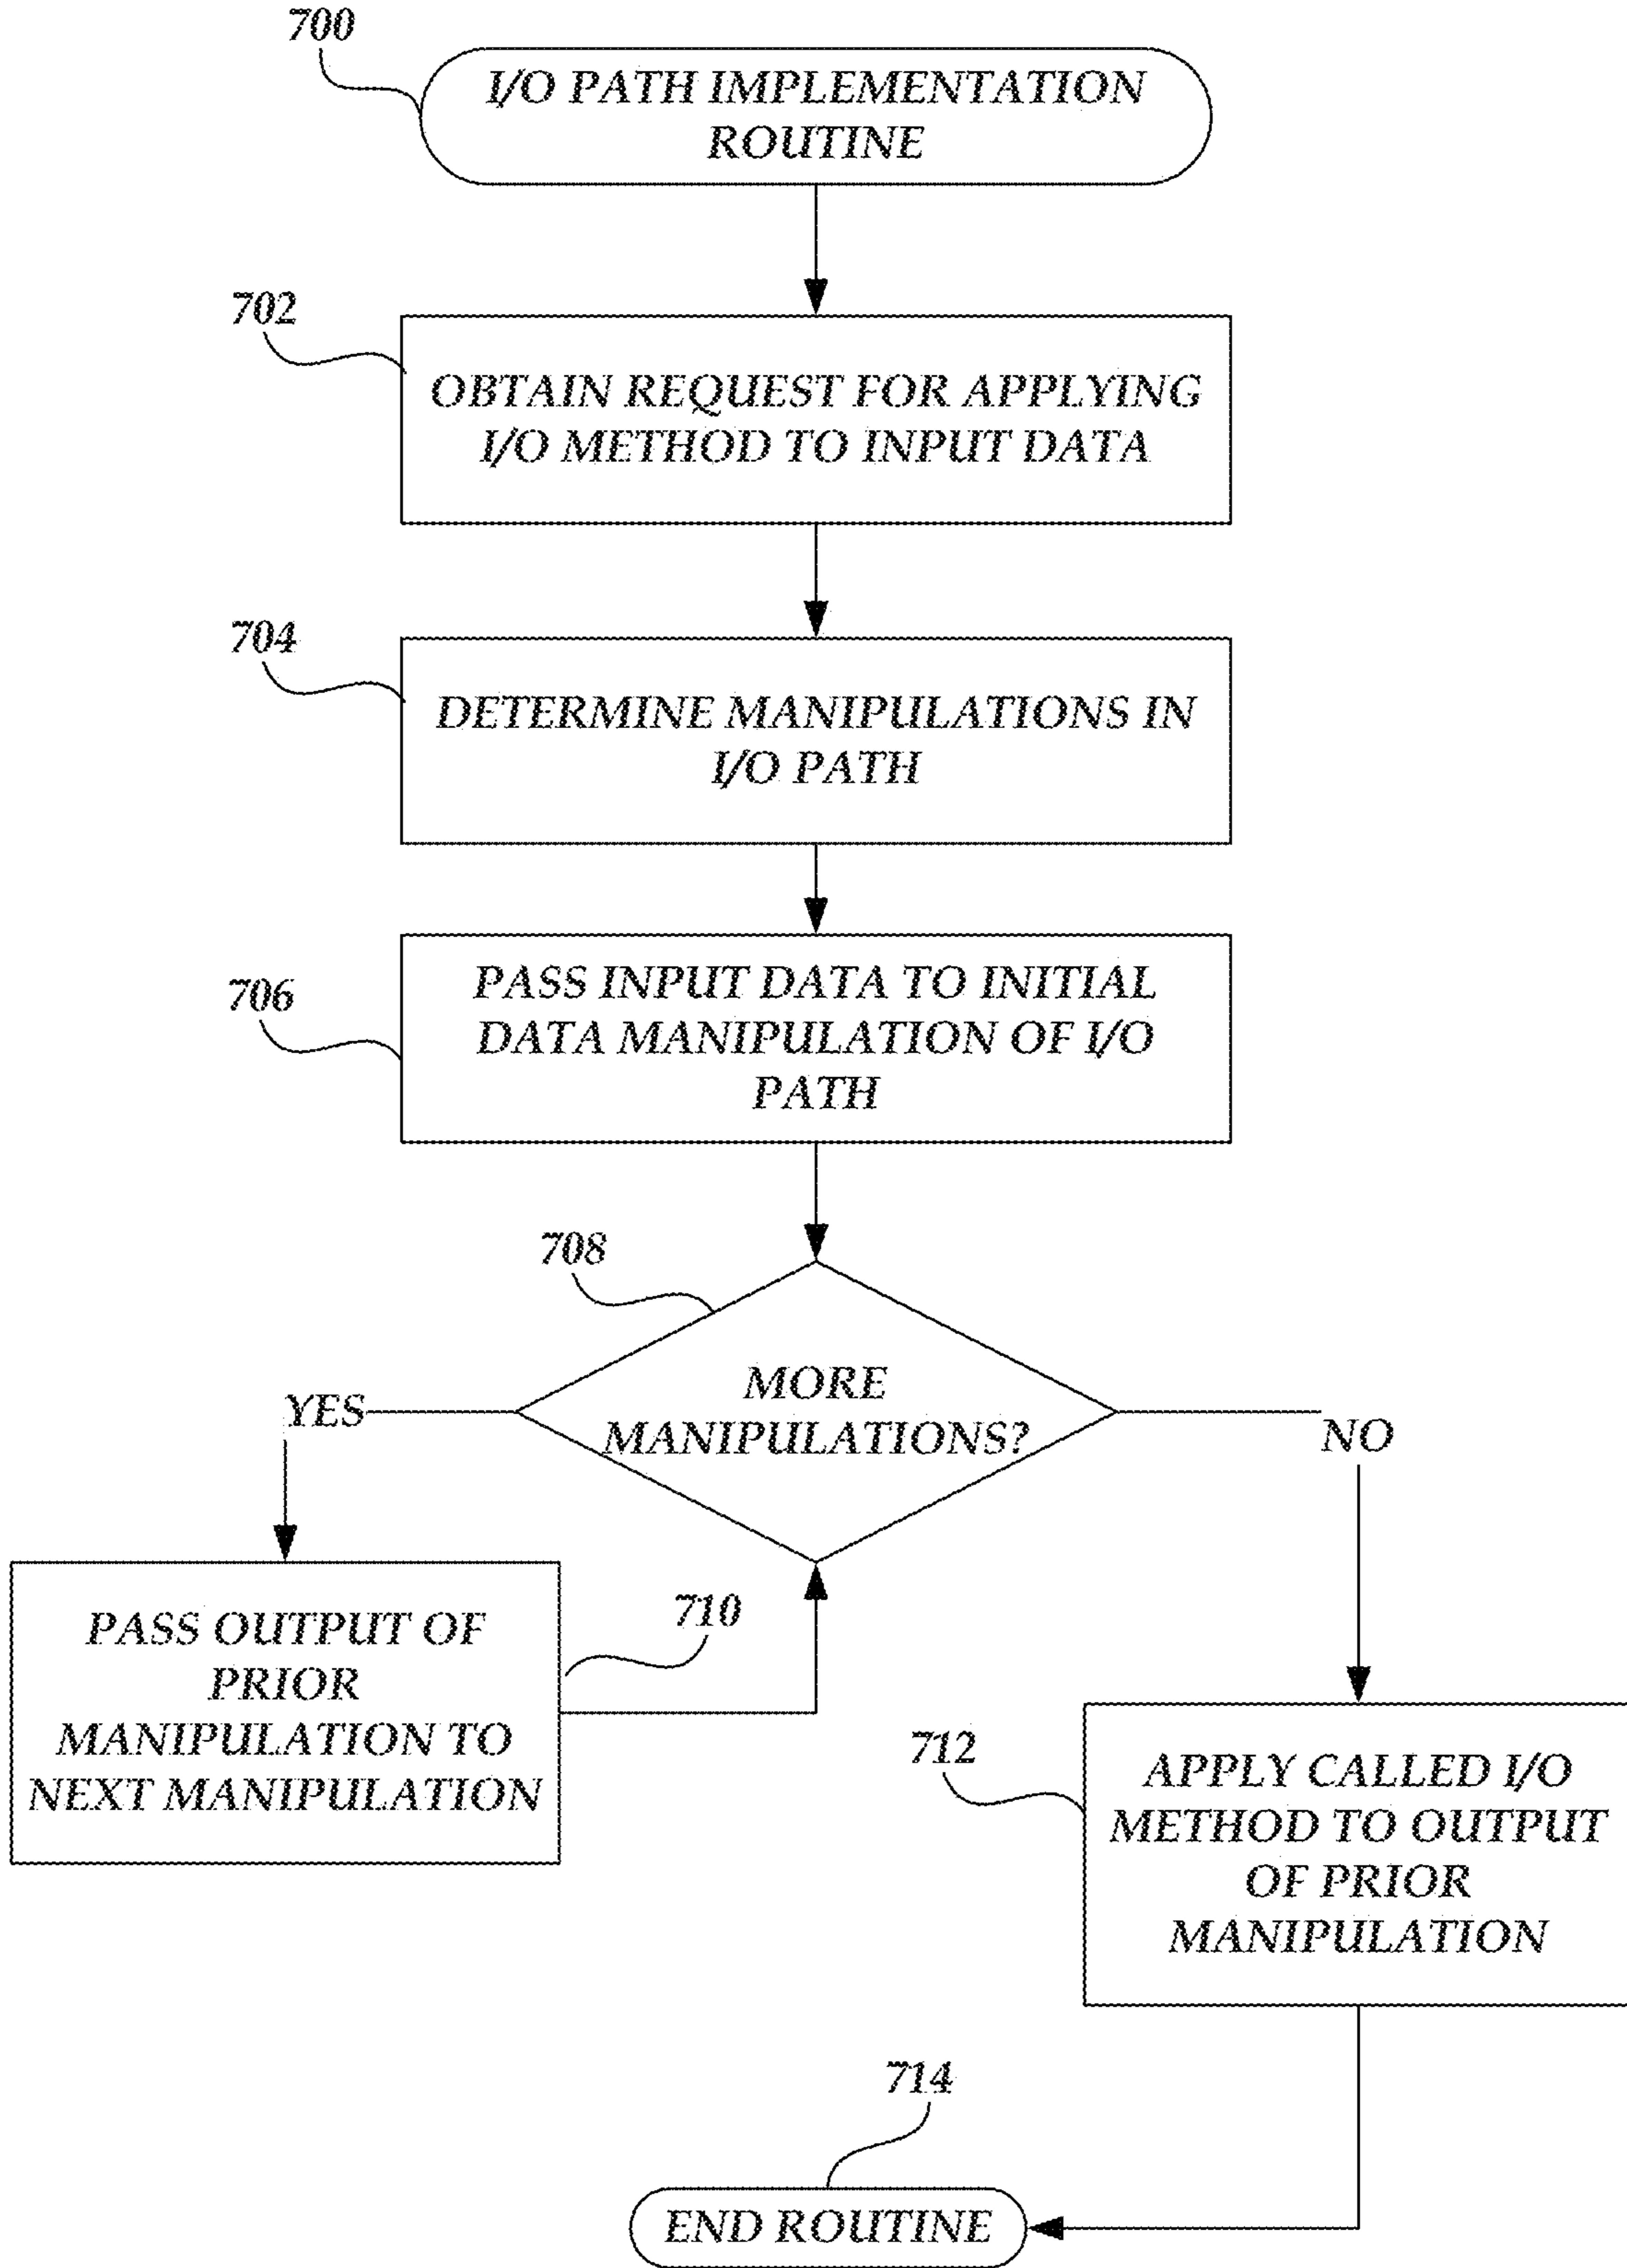 700
I/O PATH IMPLEMENTATION
ROUTINE
702
OBTAIN REQUEST FOR APPLYING
I/O METHOD TO INPUT DATA
704
DETERMINE MANIPULATIONS IN
I/O PATH
706
PASS INPUT DATA TO INITIAL
DATA MANIPULATION OF I/O
PATH
708
MORE
MANIPULATIONS?
YES
NO
710
PASS OUTPUT OF
PRIOR
MANIPULATION TO
NEXT MANIPULATION
712
APPLY CALLED I/O
METHOD TO OUTPUT
OF PRIOR
MANIPULATION
714
END ROUTINE